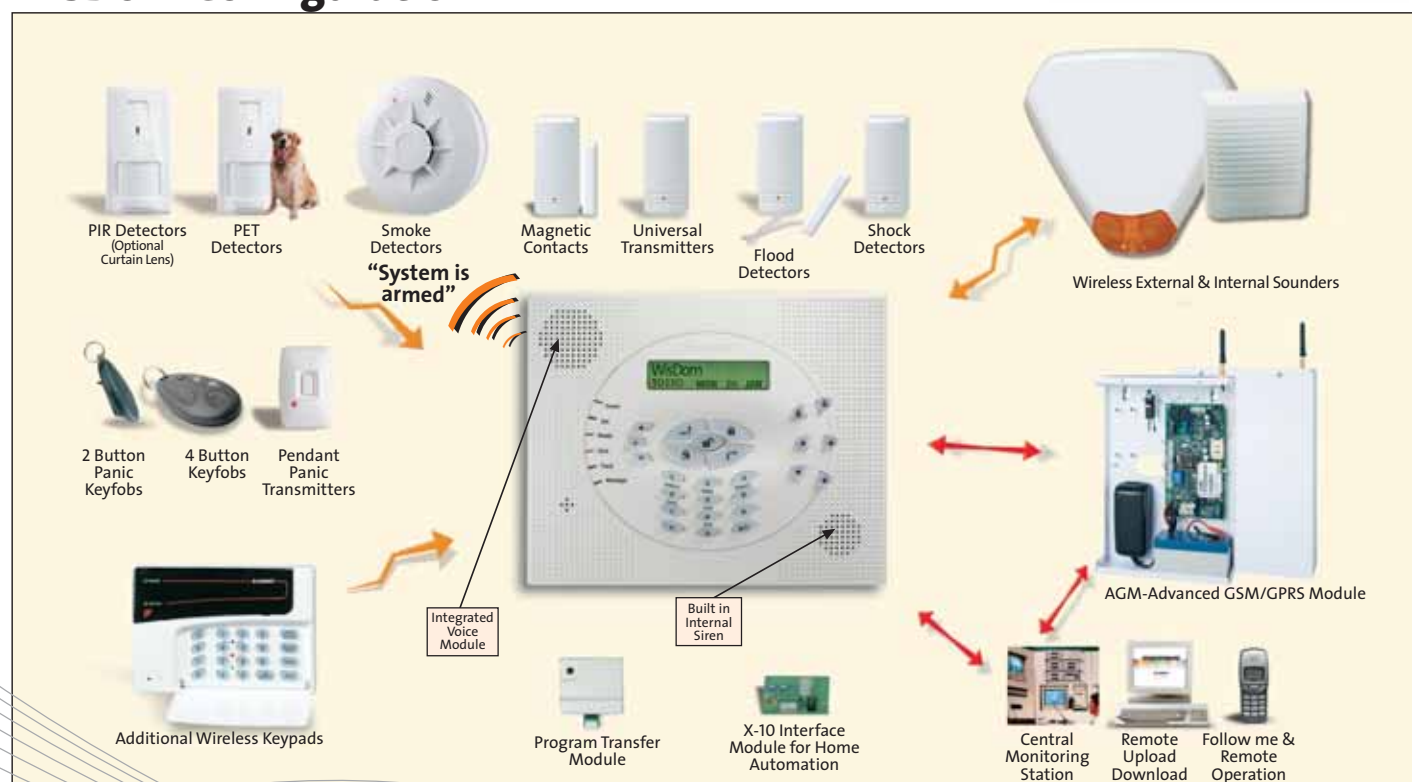 PIR Detectors
(Optional
Curtain Lens)
PET
Detectors
Smoke
Detectors
Magnetic
Contacts
Universal
Transmitters
Flood
Detectors
Shock
Detectors
Wireless External & Internal Sounders
“System is
armed”
WisDom
2 Button
Panic
Keyfobs
4 Button
Keyfobs
Pendant
Panic
Transmitters
AGM-Advanced GSM/GPRS Module
Integrated
Voice
Module
Built in
Internal
Siren
Additional Wireless Keypads
Program Transfer
Module
X-10 Interface
Module for Home
Automation
Central
Monitoring
Station
Remote
Upload
Download
Follow me &
Remote
Operation